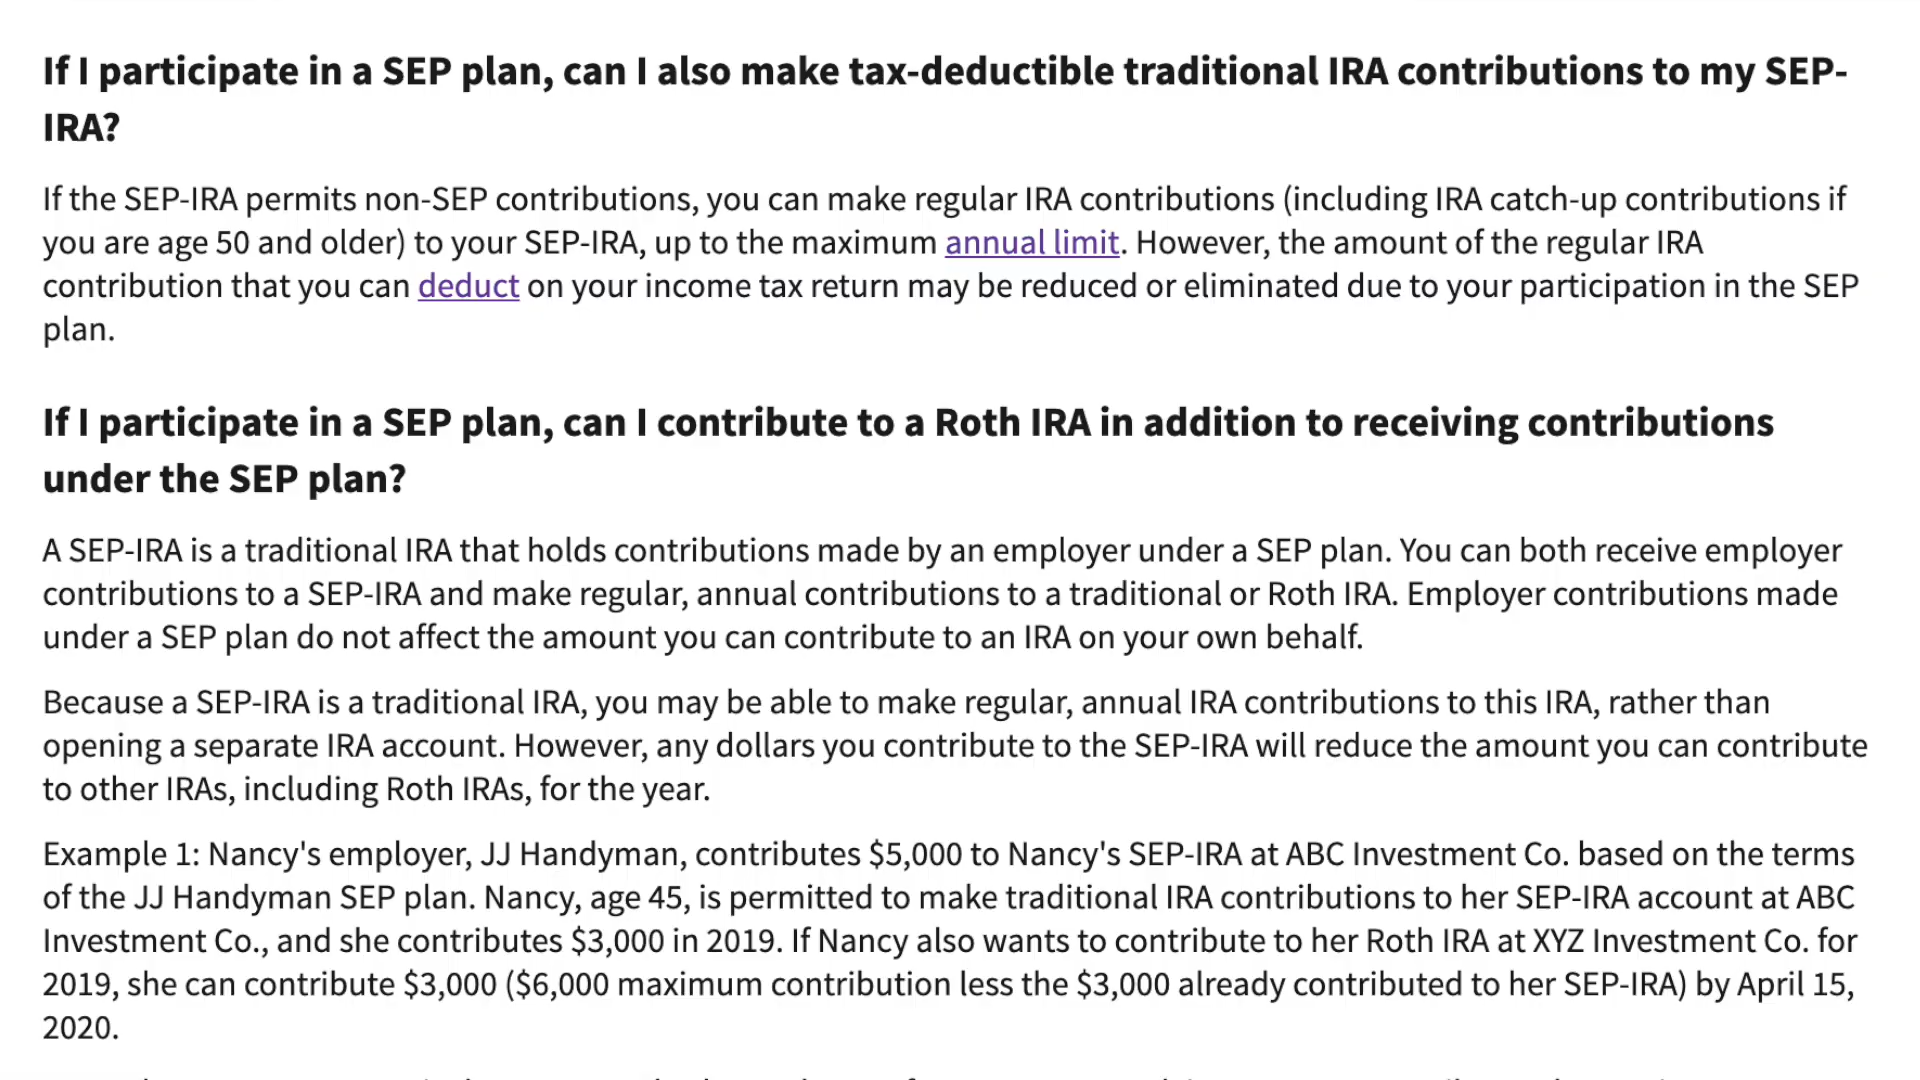 If I participate in a SEP plan, can I also make tax-deductible traditional IRA contributions to my SEP-
IRA?
If the SEP-IRA permits non-SEP contributions, you can make regular IRA contributions (including IRA catch-up contributions if
you are age 50 and older) to your SEP-IRA, up to the maximum annual limit. However, the amount of the regular IRA
contribution that you can deduct on your income tax return may be reduced or eliminated due to your participation in the SEP
plan.
If I participate in a SEP plan, can I contribute to a Roth IRA in addition to receiving contributions
under the SEP plan?
A SEP-IRA is a traditional IRA that holds contributions made by an employer under a SEP plan. You can both receive employer
contributions to a SEP-IRA and make regular, annual contributions to a traditional or Roth IRA. Employer contributions made
under a SEP plan do not affect the amount you can contribute to an IRA on your own behalf.
Because a SEP-IRA is a traditional IRA, you may be able to make regular, annual IRA contributions to this IRA, rather than
opening a separate IRA account. However, any dollars you contribute to the SEP-IRA will reduce the amount you can contribute
to other IRAs, including Roth IRAs, for the year.
Example 1: Nancy's employer, JJ Handyman, contributes $5,000 to Nancy's SEP-IRA at ABC Investment Co. based on the terms
of the JJ Handyman SEP plan. Nancy, age 45, is permitted to make traditional IRA contributions to her SEP-IRA account at ABC
Investment Co., and she contributes $3,000 in 2019. If Nancy also wants to contribute to her Roth IRA at XYZ Investment Co. for
2019, she can contribute $3,000 ($6,000 maximum contribution less the $3,000 already contributed to her SEP-IRA) by April 15,
2020.